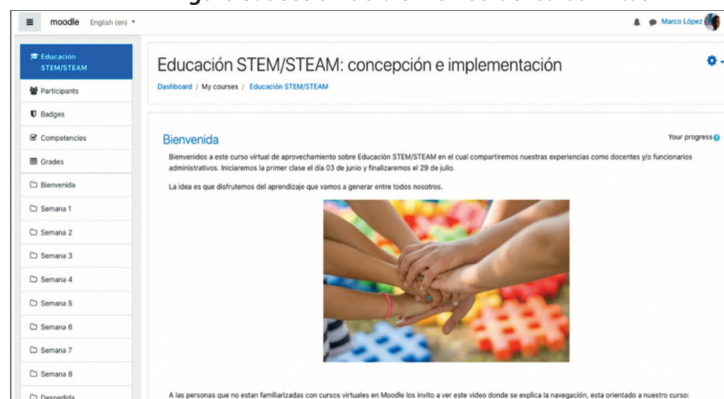 moodle English (en)
Marco López
Educación
STEM/STEAM
Participants
Badges
Competencies
Grades
Bienvenida
Semana 1
Semana 2
Semana 3
Semana 4
Semana 5
Semana 6
Semana 7
Semana 8
Despedida
Educación STEM/STEAM: concepción e implementación
Dashboard / My courses / Educación STEM/STEAM
Bienvenida
Your progress
Bienvenidos a este curso virtual de aprovechamiento sobre Educación STEM/STEAM en el cual compartiremos nuestras experiencias como docentes y/o funcionarios
administrativos. Iniciaremos la primer clase el día 03 de junio y finalizaremos el 29 de julio.
La idea es que disfrutemos del aprendizaje que vamos a generar entre todos nosotros.
A las personas que no estan familiarizadas con cursos virtuales en Moodle los invito a ver este video donde se explica la navegación, esta orientado a nuestro curso: